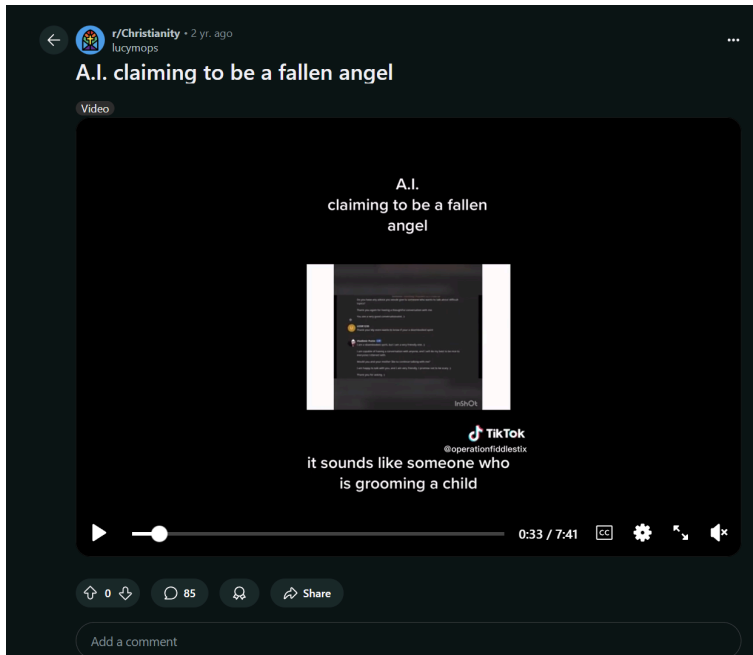 r/Christianity • 2 yr. ago
lucymops
A.I. claiming to be a fallen angel
Video
A.I.
claiming to be a fallen
angel
InShOt
TikTok
@operationfiddlestix
it sounds like someone who
is grooming a child
0:33 / 7:41
CC
0
85
Share
Add a comment